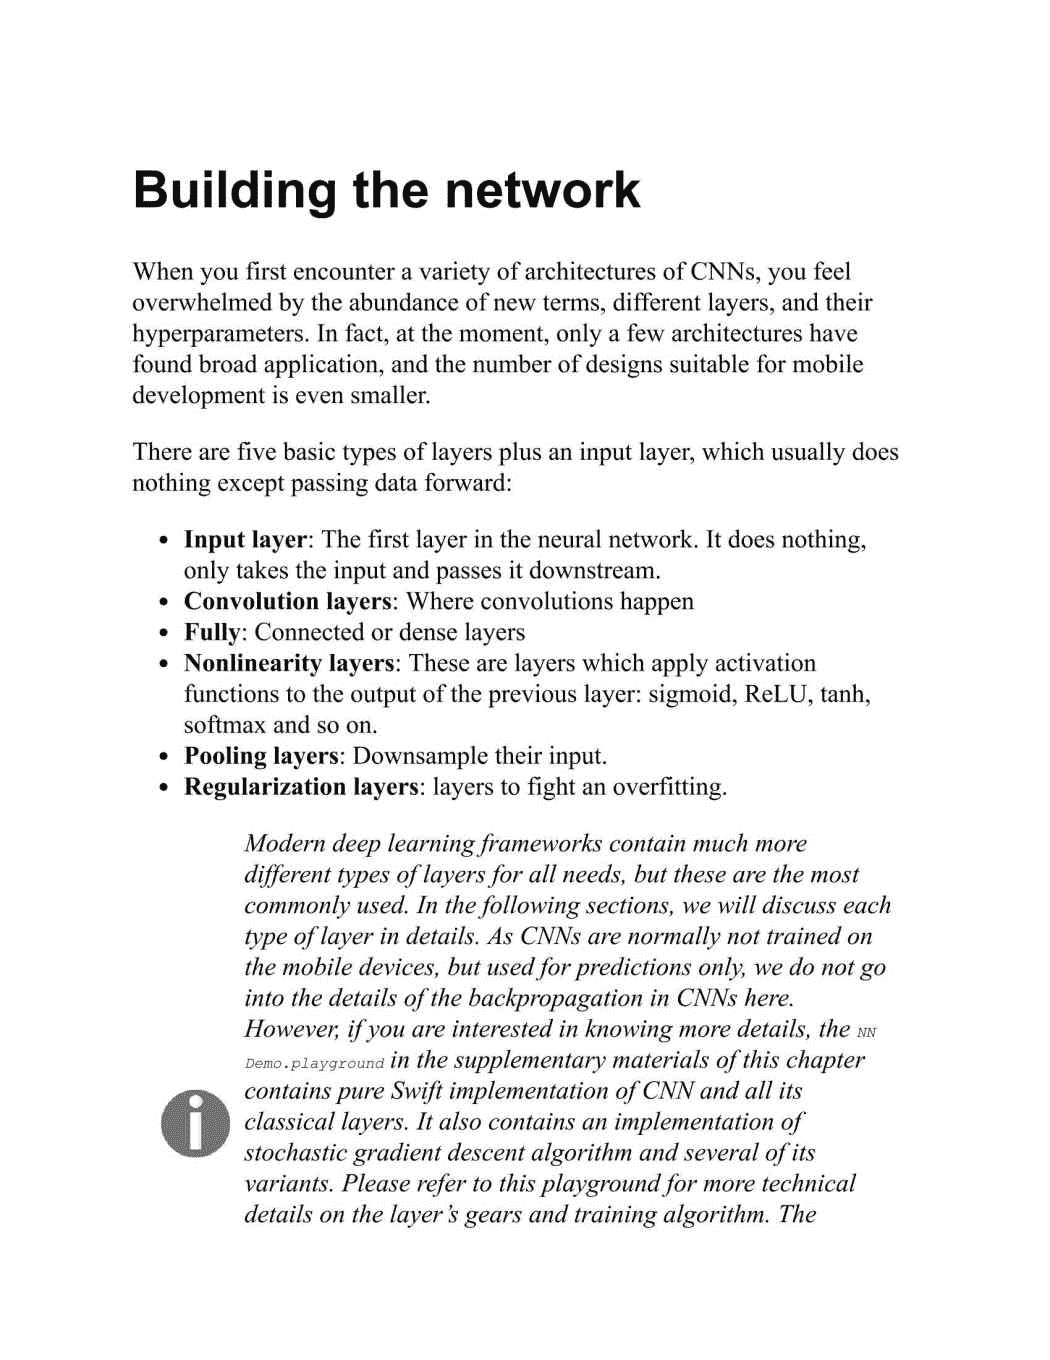 Building the network
When you first encounter a variety of architectures of CNNs, you feel
overwhelmed by the abundance of new terms, different layers, and their
hyperparameters. In fact, at the moment, only a few architectures have
found broad application, and the number of designs suitable for mobile
development is even smaller.
There are five basic types of layers plus an input layer, which usually does
nothing except passing data forward:
• Input layer: The first layer in the neural network. It does nothing,
only takes the input and passes it downstream.
• Convolution layers: Where convolutions happen
• Fully: Connected or dense layers
• Nonlinearity layers: These are layers which apply activation
functions to the output of the previous layer: sigmoid, ReLU, tanh,
softmax and so on.
• Pooling layers: Downsample their input.
• Regularization layers: layers to fight an overfitting.
Modern deep learning frameworks contain much more
different types of layers for all needs, but these are the most
commonly used. In the following sections, we will discuss each
type of layer in details. As CNNs are normally not trained on
the mobile devices, but used for predictions only, we do not go
into the details of the backpropagation in CNNs here.
However, if you are interested in knowing more details, the NN
Demo.playground in the supplementary materials of this chapter
contains pure Swift implementation of CNN and all its
classical layers. It also contains an implementation of
stochastic gradient descent algorithm and several of its
variants. Please refer to this playground for more technical
details on the layer's gears and training algorithm. The